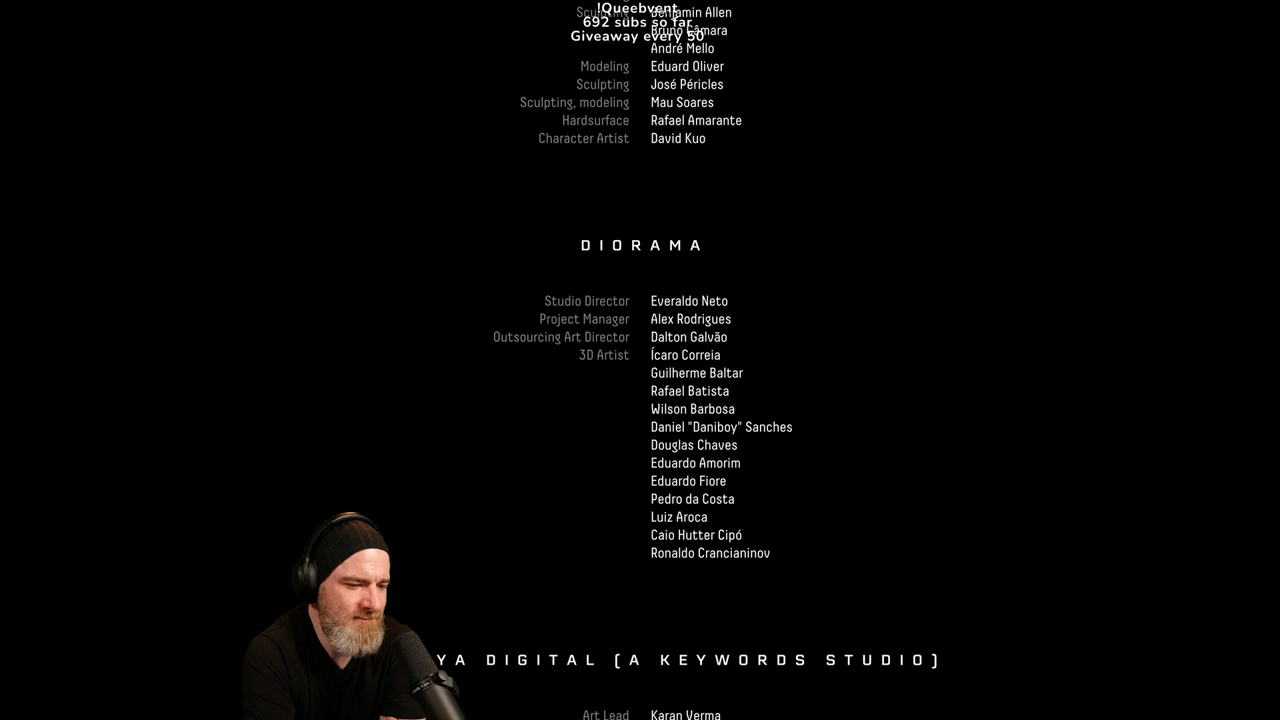 !Queebvent
692 subs so far
Giveaway every 50
Sculpting Benjamin Allen
Bruno Câmara
André Mello
Modeling Eduard Oliver
Sculpting José Péricles
Sculpting, modeling Mau Soares
Hardsurface Rafael Amarante
Character Artist David Kuo
DIORAMA
Studio Director Everaldo Neto
Project Manager Alex Rodrigues
Outsourcing Art Director Dalton Galvão
3D Artist Ícaro Correia
Guilherme Baltar
Rafael Batista
Wilson Barbosa
Daniel "Daniboy" Sanches
Douglas Chaves
Eduardo Amorim
Eduardo Fiore
Pedro da Costa
Luiz Aroca
Caio Hutter Cipó
Ronaldo Crancianinov
YA DIGITAL (A KEYWORDS STUDIO)
Art Lead Karan Verma